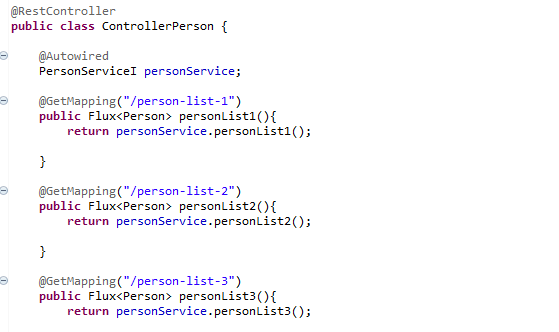 @RestController
public class ControllerPerson {
@Autowired
PersonServiceI personService;
@GetMapping("/person-list-1")
public Flux<Person> personList1(){
return personService.personList1();
}
@GetMapping("/person-list-2")
public Flux<Person> personList2(){
return personService.personList2();
}
@GetMapping("/person-list-3")
public Flux<Person> personList3(){
return personService.personList3();